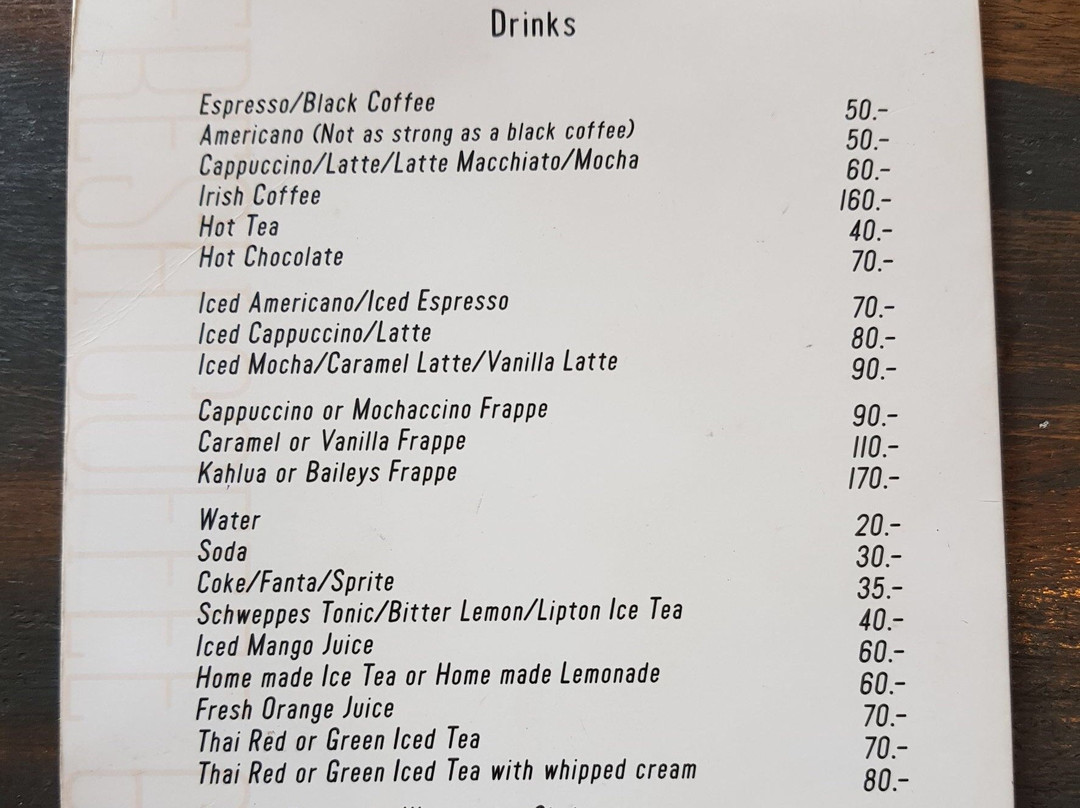 Drinks
Espresso/Black Coffee 50.-
Americano (Not as strong as a black coffee) 50.-
Cappuccino/Latte/Latte Macchiato/Mocha 60.-
Irish Coffee 160.-
Hot Tea 40.-
Hot Chocolate 70.-
Iced Americano/Iced Espresso 70.-
Iced Cappuccino/Latte 80.-
Iced Mocha/Caramel Latte/Vanilla Latte 90.-
Cappuccino or Mochaccino Frappe 90.-
Caramel or Vanilla Frappe 110.-
Kahlua or Baileys Frappe 170.-
Water 20.-
Soda 30.-
Coke/Fanta/Sprite 35.-
Schweppes Tonic/Bitter Lemon/Lipton Ice Tea 40.-
Iced Mango Juice 60.-
Home made Ice Tea or Home made Lemonade 60.-
Fresh Orange Juice 70.-
Thai Red or Green Iced Tea 70.-
Thai Red or Green Iced Tea with whipped cream 80.-